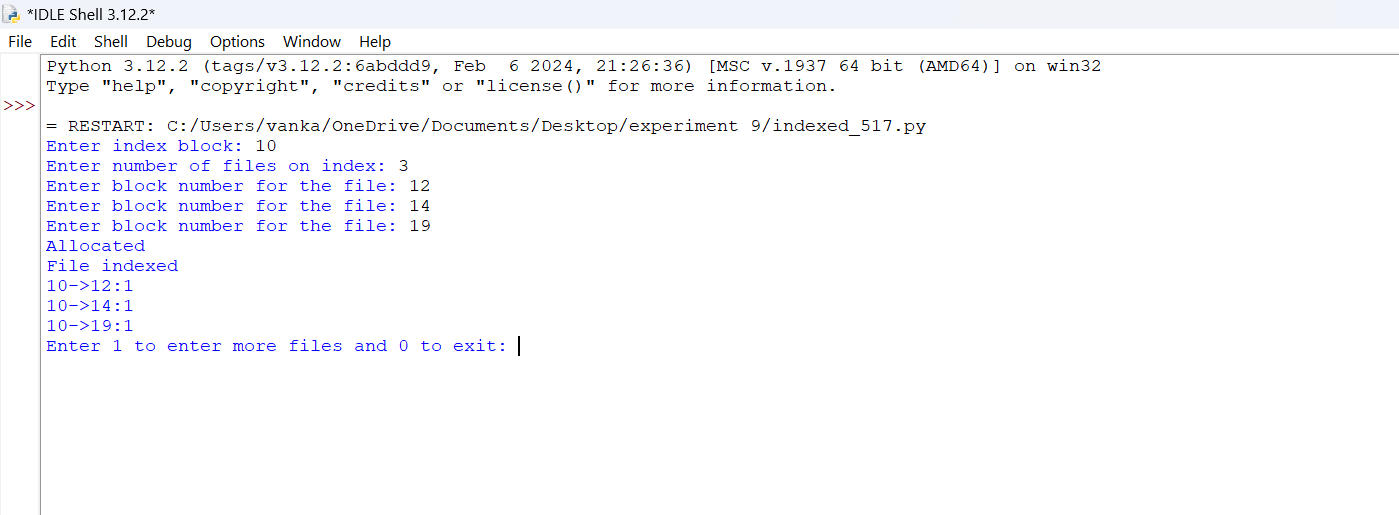 *IDLE Shell 3.12.2*
File Edit Shell Debug Options Window Help
Python 3.12.2 (tags/v3.12.2:6abddd9, Feb  6 2024, 21:26:36) [MSC v.1937 64 bit (AMD64)] on win32
Type "help", "copyright", "credits" or "license()" for more information.
>>>
= RESTART: C:/Users/vanka/OneDrive/Documents/Desktop/experiment 9/indexed_517.py
Enter index block: 10
Enter number of files on index: 3
Enter block number for the file: 12
Enter block number for the file: 14
Enter block number for the file: 19
Allocated
File indexed
10->12:1
10->14:1
10->19:1
Enter 1 to enter more files and 0 to exit: